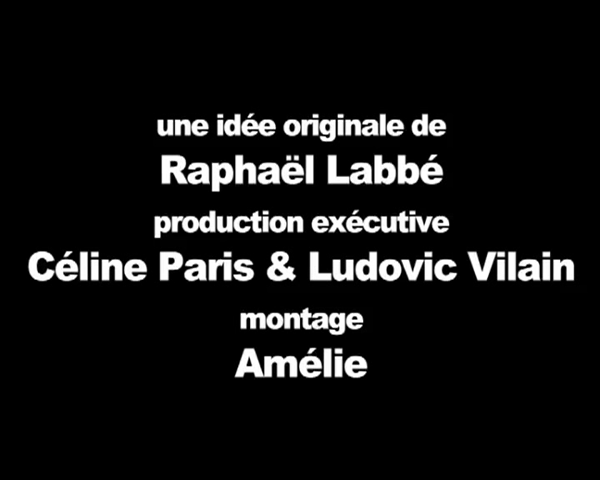 une idée originale de
Raphaël Labbé
production exécutive
Céline Paris & Ludovic Vilain
montage
Amélie